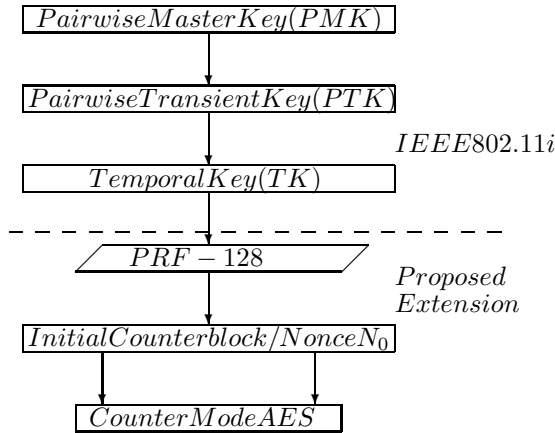 PairwiseMasterKey(PMK)
PairwiseTransientKey(PTK)
IEEE802.11i
TemporalKey(TK)
PRF − 128
Proposed
Extension
InitialCounterblock/NonceN₀
CounterModeAES